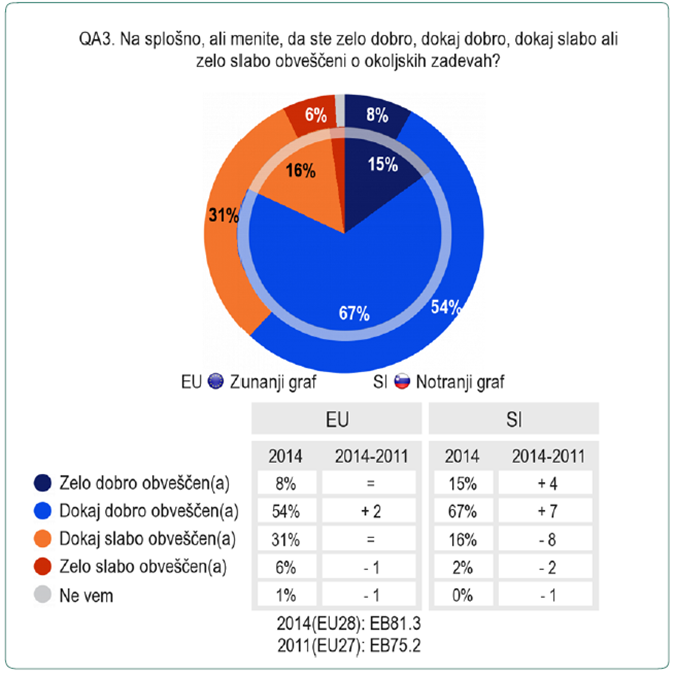 QA3. Na splošno, ali menite, da ste zelo dobro, dokaj dobro, dokaj slabo ali
zelo slabo obveščeni o okoljskih zadevah?
6% 8%
16% 15%
31%
67% 54%
EU Zunanji graf SI Notranji graf
EU SI
2014 2014-2011 2014 2014-2011
Zelo dobro obveščen(a) 8% = 15% + 4
Dokaj dobro obveščen(a) 54% + 2 67% + 7
Dokaj slabo obveščen(a) 31% = 16% - 8
Zelo slabo obveščen(a) 6% - 1 2% - 2
Ne vem 1% - 1 0% - 1
2014(EU28): EB81.3
2011(EU27): EB75.2